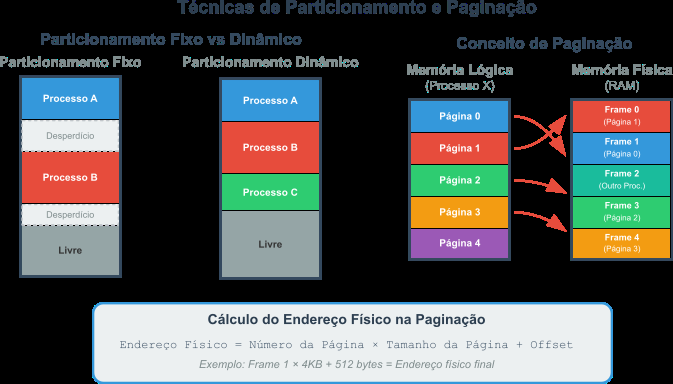 Técnicas de Particionamento e Paginação
Particionamento Fixo vs Dinâmico
Conceito de Paginação
Particionamento Fixo
Particionamento Dinâmico
Memória Lógica
(Processo X)
Memória Física
(RAM)
Processo A
Desperdício
Processo B
Desperdício
Livre
Processo A
Processo B
Processo C
Livre
Página 0
Página 1
Página 2
Página 3
Página 4
Frame 0
(Página 1)
Frame 1
(Página 0)
Frame 2
(Outro Proc.)
Frame 3
(Página 2)
Frame 4
(Página 3)
Cálculo do Endereço Físico na Paginação
Endereço Físico = Número da Página × Tamanho da Página + Offset
Exemplo: Frame 1 × 4KB + 512 bytes = Endereço físico final